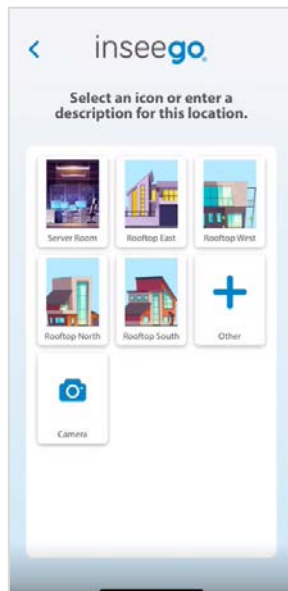 inseego
Select an icon or enter a
description for this location.
Server Room
Rooftop East
Rooftop West
Rooftop North
Rooftop South
Other
Camera